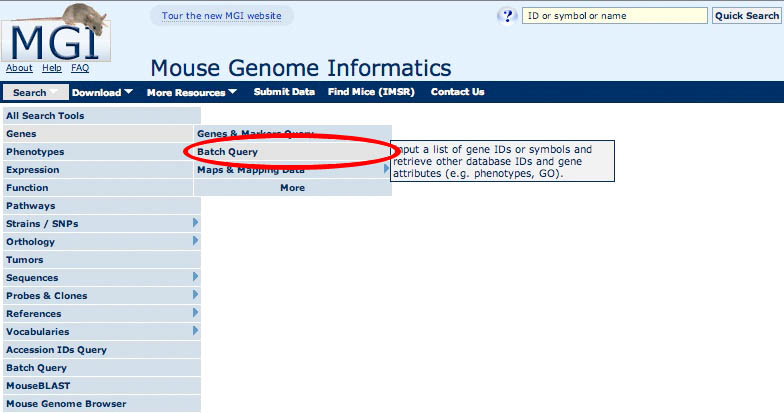 Tour the new MGI website
ID or symbol or name
Quick Search
MGI
About Help FAQ
Mouse Genome Informatics
Search Download More Resources Submit Data Find Mice (IMSR) Contact Us
All Search Tools
Genes
Phenotypes
Expression
Function
Pathways
Strains / SNPs
Orthology
Tumors
Sequences
Probes & Clones
References
Vocabularies
Accession IDs Query
Batch Query
MouseBLAST
Mouse Genome Browser
Genes & Markers Query
Batch Query
Maps & Mapping Data
More
Input a list of gene IDs or symbols and
retrieve other database IDs and gene
attributes (e.g. phenotypes, GO).